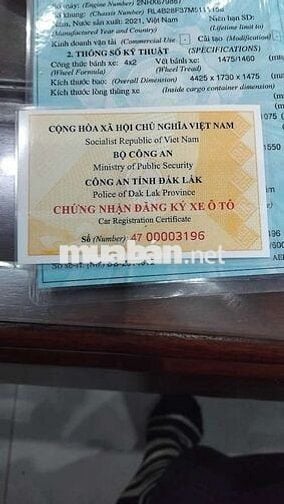 (Engine Number) 2NRX679867
(Chassis Number) RL4B28F37M5111516
Năm, Nước sản xuất: 2021, Việt Nam
Niên hạn SD:
(Manufactured Year and Country)
(Lifetime limit to)
Kinh doanh vận tải (Commercial Use)
Cải tạo (Modification)
2. THÔNG SỐ KỸ THUẬT (SPECIFICATIONS)
Công thức bánh xe: 4x2
Vết bánh xe: 1475/1460 (mm)
(Wheel Formula)
(Wheel Tread)
Kích thước bao: (Overall Dimension) 4425 x 1730 x 1475 (mm)
Kích thước lòng thùng xe
(Inside cargo container dimension)
CỘNG HÒA XÃ HỘI CHỦ NGHĨA VIỆT NAM
Socialist Republic of Viet Nam
BỘ CÔNG AN
Ministry of Public Security
CÔNG AN TỈNH ĐẮK LẮK
Police of Dak Lak Province
CHỨNG NHẬN ĐĂNG KÝ XE Ô TÔ
Car Registration Certificate
Số (Number): 47 00003196
muaban.net